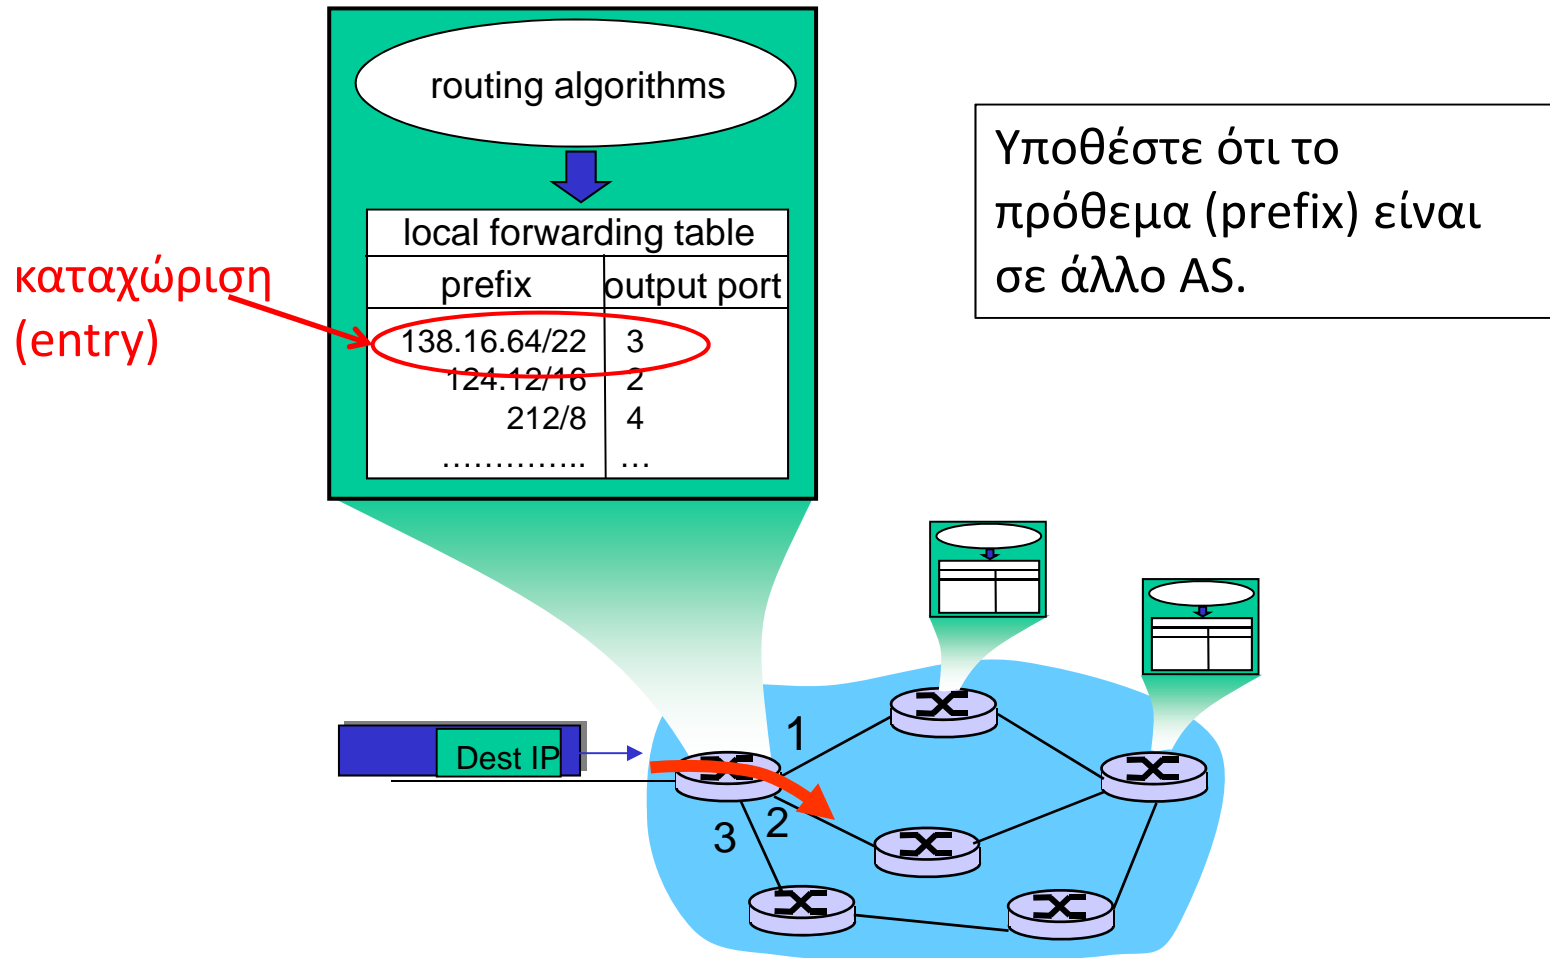 routing algorithms
local forwarding table
prefix output port
138.16.64/22 3
124.12/16 2
212/8 4
………….. …
καταχώριση
(entry)
Υποθέστε ότι το
πρόθεμα (prefix) είναι
σε άλλο AS.
Dest IP
1
2
3